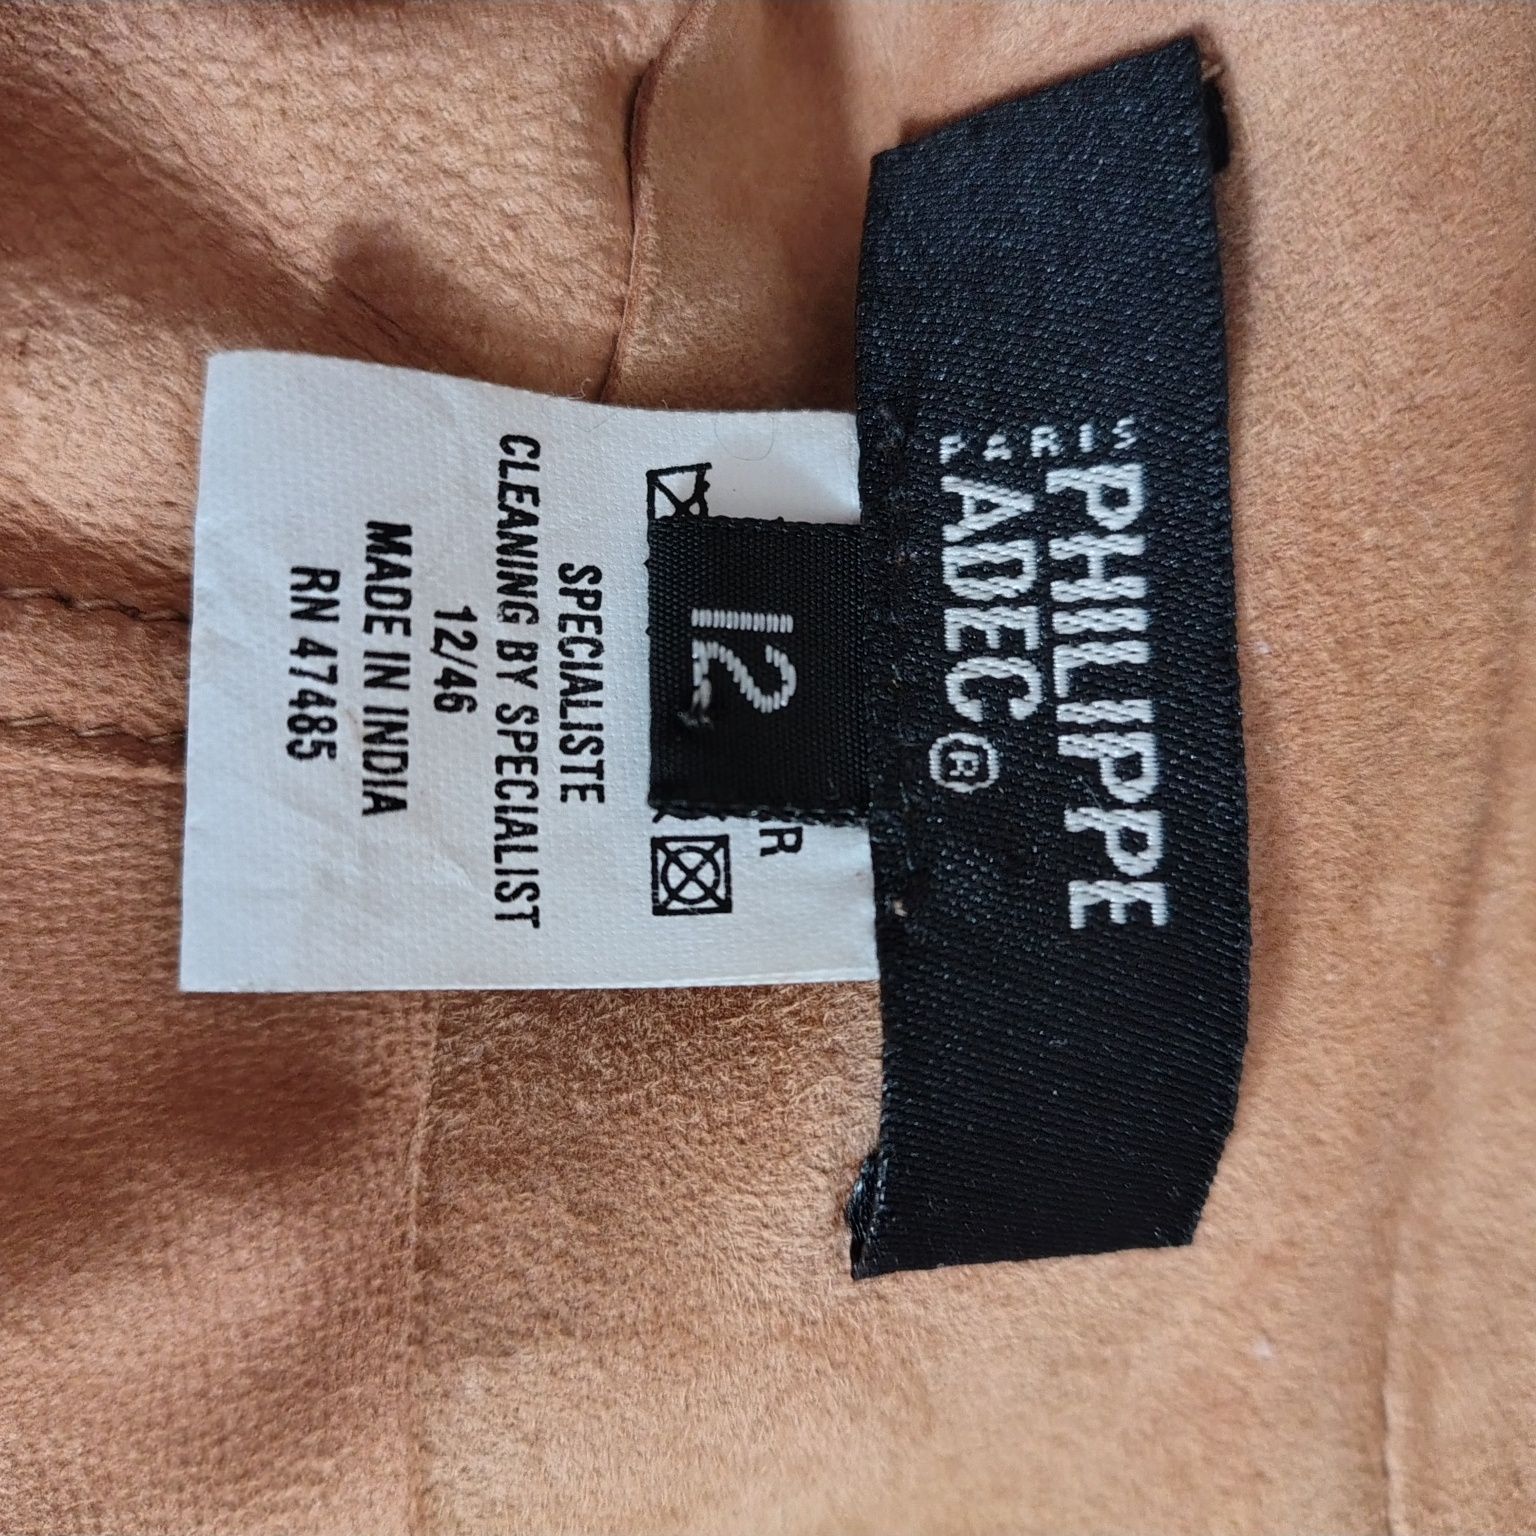 PHILIPPE
PARIS
ADEC®
12
SPECIALISTE
CLEANING BY SPECIALIST
12/46
MADE IN INDIA
RN 47485